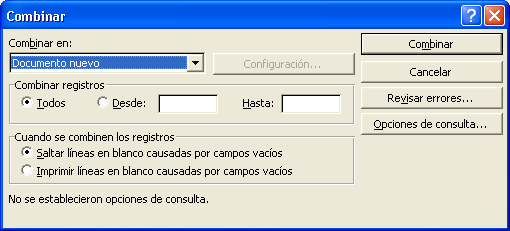 Combinar
Combinar en:
Documento nuevo
Configuración...
Combinar registros
Todos
Desde:
Hasta:
Cuando se combinen los registros
Saltar líneas en blanco causadas por campos vacíos
Imprimir líneas en blanco causadas por campos vacíos
No se establecieron opciones de consulta.
Combinar
Cancelar
Revisar errores...
Opciones de consulta...